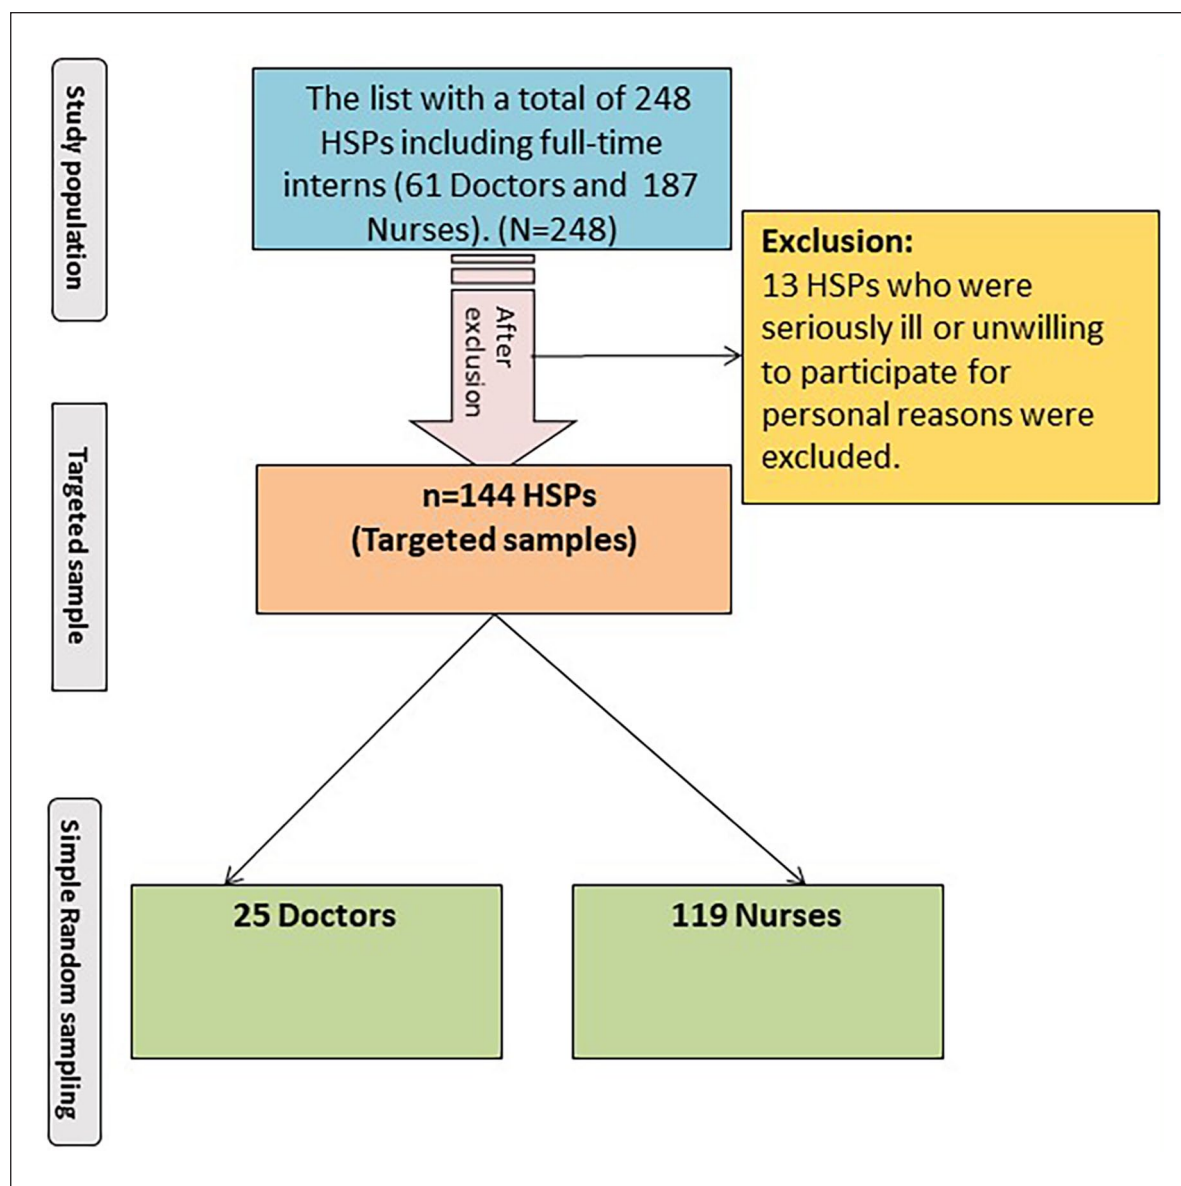 Study population
The list with a total of 248
HSPs including full-time
interns (61 Doctors and 187
Nurses). (N=248)
After
exclusion
Exclusion:
13 HSPs who were
seriously ill or unwilling
to participate for
personal reasons were
excluded.
Targeted sample
n=144 HSPs
(Targeted samples)
Simple Random sampling
25 Doctors
119 Nurses